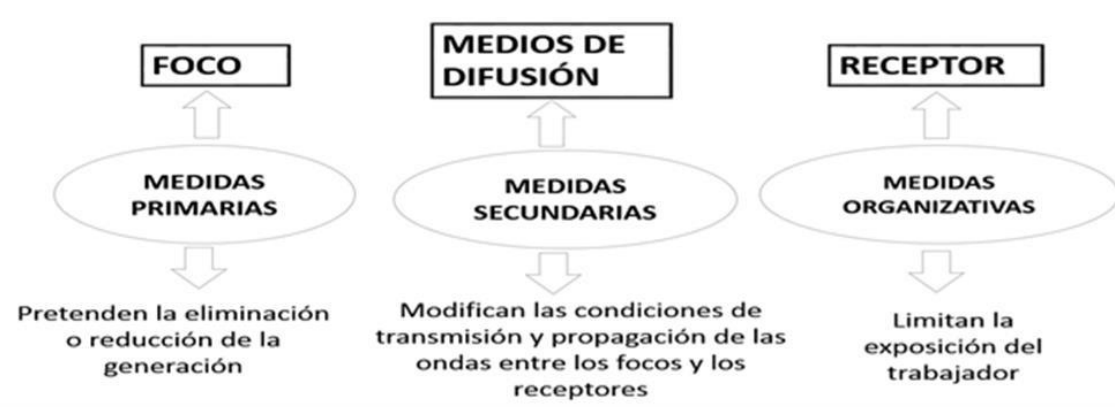 FOCO
MEDIOS DE
DIFUSIÓN
RECEPTOR
MEDIDAS
PRIMARIAS
MEDIDAS
SECUNDARIAS
MEDIDAS
ORGANIZATIVAS
Pretenden la eliminación
o reducción de la
generación
Modifican las condiciones de
transmisión y propagación de las
ondas entre los focos y los
receptores
Limitan la
exposición del
trabajador